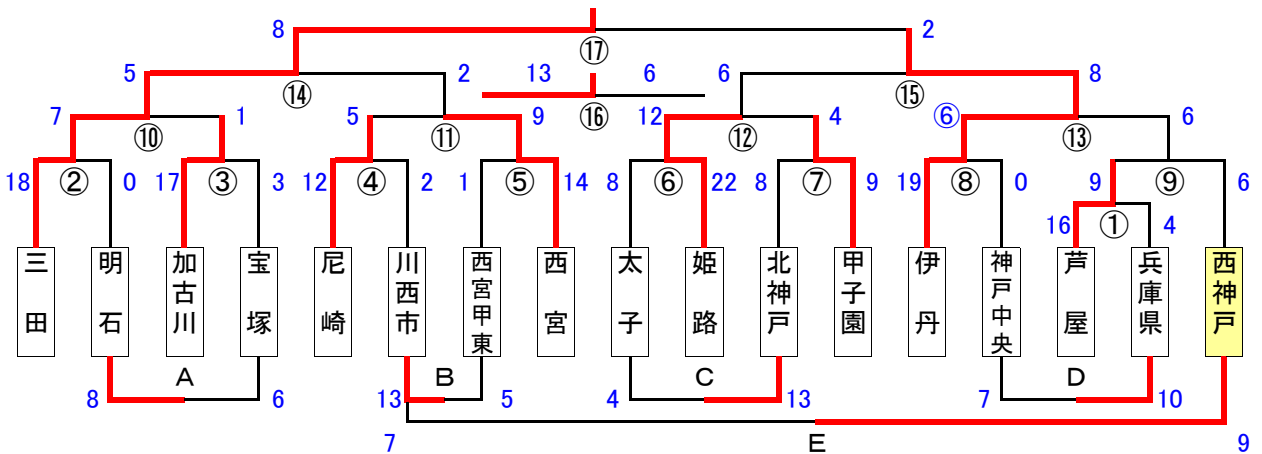 8 ⑰ 2
5 ⑭ 2 13 ⑯ 6 6 ⑮ 8
7 ⑩ 1 5 ⑪ 9 12 ⑫ 4 ⑥ ⑬ 6
18 ② 0 17 ③ 3 12 ④ 2 1 ⑤ 14 8 ⑥ 22 8 ⑦ 9 19 ⑧ 0 9 ⑨ 6
16 ① 4
三田
明石
加古川
宝塚
尼崎
川西市
西宮甲東
西宮
太子
姫路
北神戸
甲子園
伊丹
神戸中央
芦屋
兵庫県
西神戸
8 A 6 13 B 5 4 C 13 7 D 10
7 E 9